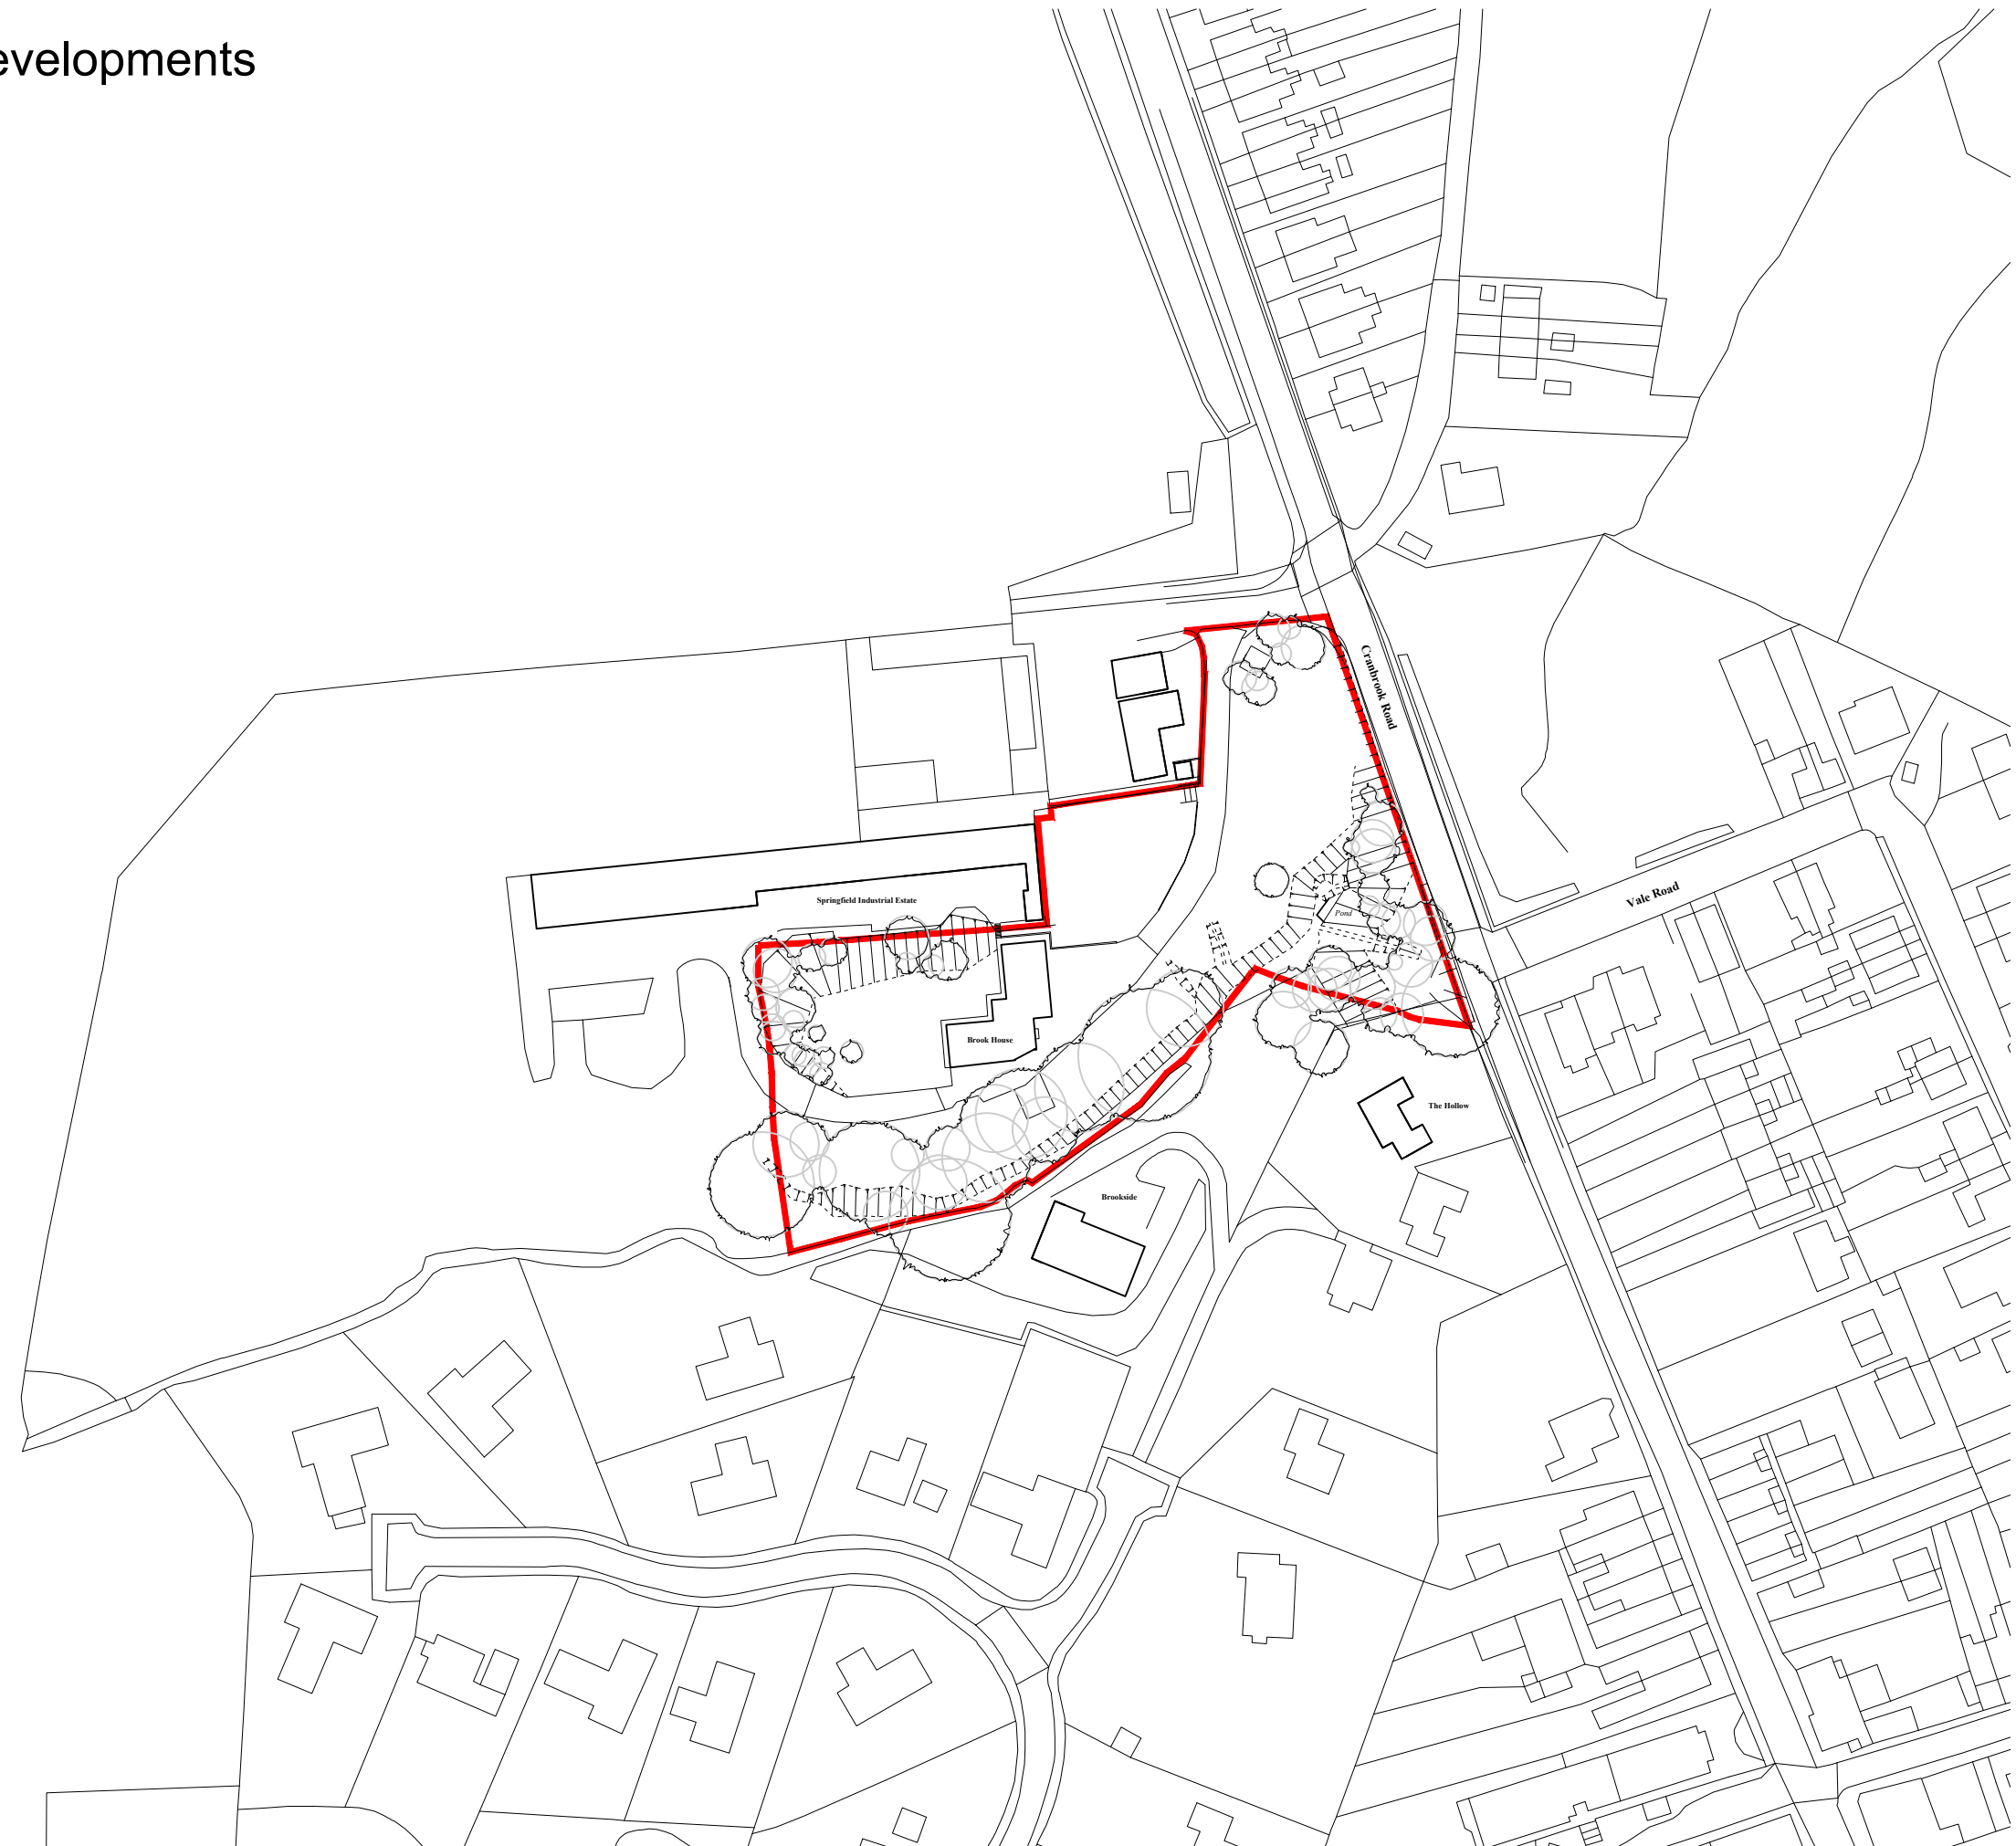 evelopments
Cranbrook Road
Vale Road
Springfield Industrial Estate
Pond
Brook House
The Hollow
Brookside